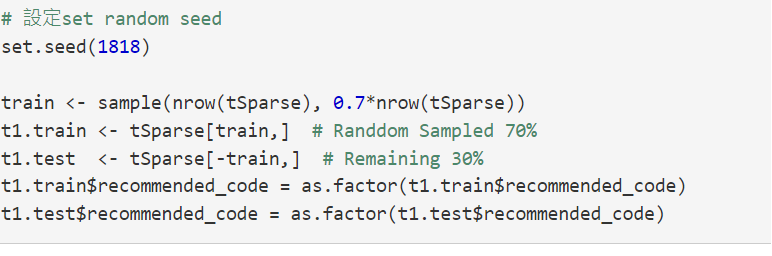 # 設定set random seed
set.seed(1818)
train <- sample(nrow(tSparse), 0.7*nrow(tSparse))
t1.train <- tSparse[train,]  # Randdom Sampled 70%
t1.test  <- tSparse[-train,]  # Remaining 30%
t1.train$recommended_code = as.factor(t1.train$recommended_code)
t1.test$recommended_code = as.factor(t1.test$recommended_code)